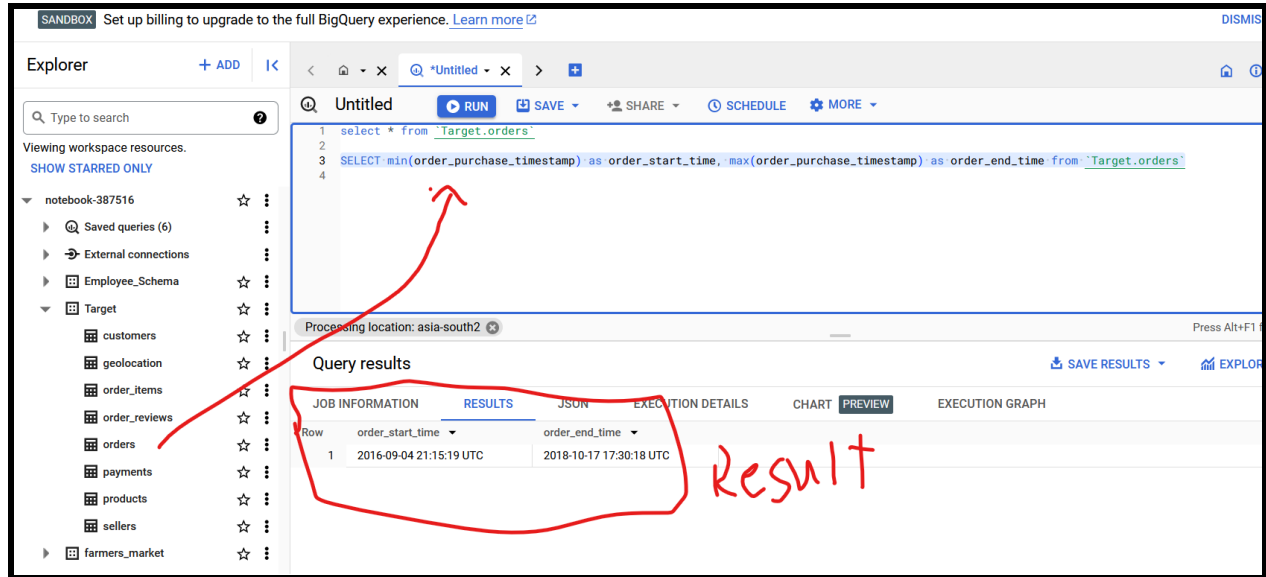 SANDBOX Set up billing to upgrade to the full BigQuery experience. Learn more
DISMIS
Explorer
+ ADD
*Untitled
Type to search
Viewing workspace resources.
SHOW STARRED ONLY
notebook-387516
Saved queries (6)
External connections
Employee_Schema
Target
customers
geolocation
order_items
order_reviews
orders
payments
products
sellers
farmers_market
Untitled
RUN
SAVE
SHARE
SCHEDULE
MORE
1 select * from `Target.orders`
2
3 SELECT min(order_purchase_timestamp) as order_start_time, max(order_purchase_timestamp) as order_end_time from `Target.orders`
4
Processing location: asia-south2
Press Alt+F1 f
Query results
SAVE RESULTS
EXPLOR
JOB INFORMATION
RESULTS
JSON
EXECUTION DETAILS
CHART PREVIEW
EXECUTION GRAPH
Row order_start_time order_end_time
1 2016-09-04 21:15:19 UTC 2018-10-17 17:30:18 UTC
Result